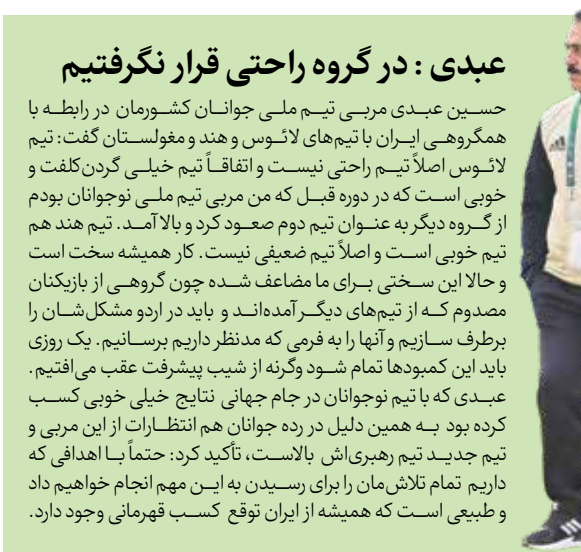 عبدی : در گروه راحتی قرار نگرفتیم
حسین عبدی مربی تیم ملی جوانان کشورمان در رابطه با
همگروهی ایران با تیم‌های لائوس و هند و مغولستان گفت: تیم
لائوس اصلاً تیم راحتی نیست و اتفاقاً تیم خیلی گردن‌کلفت و
خوبی است که در دوره قبل که من مربی تیم ملی نوجوانان بودم
از گروه دیگر به عنوان تیم دوم صعود کرد و بالا آمد. تیم هند هم
تیم خوبی است و اصلاً تیم ضعیفی نیست. کار همیشه سخت است
و حالا این سختی برای ما مضاعف شده چون گروهی از بازیکنان
مصدوم که از تیم‌های دیگر آمده‌اند و باید در اردو مشکل‌شان را
برطرف سازیم و آنها را به فرمی که مدنظر داریم برسانیم. یک روزی
باید این کمبودها تمام شود وگرنه از شیب پیشرفت عقب می‌افتیم.
عبدی که با تیم نوجوانان در جام جهانی نتایج خیلی خوبی کسب
کرده بود به همین دلیل در رده جوانان هم انتظارات از این مربی و
تیم جدید تیم رهبری‌اش بالاست، تأکید کرد: حتماً با اهدافی که
داریم تمام تلاش‌مان را برای رسیدن به این مهم انجام خواهیم داد
و طبیعی است که همیشه از ایران توقع کسب قهرمانی وجود دارد.